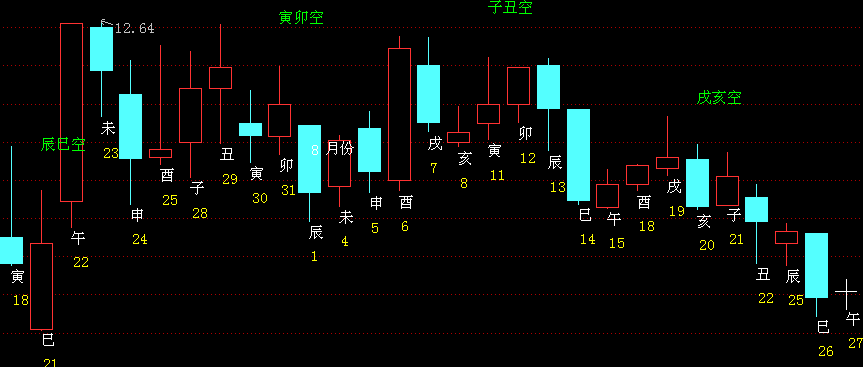 子丑空
寅卯空
12.64
戌亥空
辰巳空
6 月份
寅
18
巳
21
午
22
未
23
申
24
酉
25
子
28
丑
29
寅
30
卯
31
辰
1
未
4
申
5
酉
6
戌
7
亥
8
寅
11
卯
12
辰
13
巳
14
午
15
酉
18
戌
19
亥
20
子
21
丑
22
辰
25
巳
26
午
27